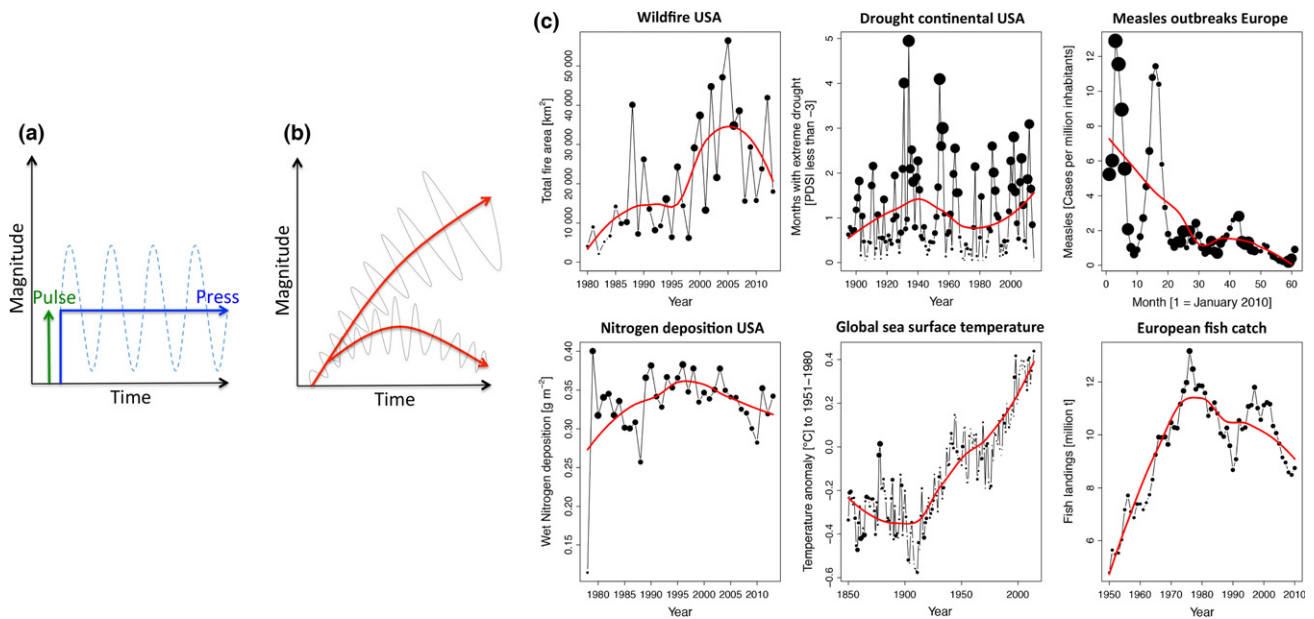 (a)
Magnitude
Pulse
Press
Time
(b)
Magnitude
Time
(c)
Wildfire USA
Total fire area [km²]
0
10 000
20 000
30 000
40 000
50 000
1980 1985 1990 1995 2000 2005 2010
Year
Drought continental USA
Months with extreme drought
[PDSI less than −3]
0
1
2
3
4
5
1900 1920 1940 1960 1980 2000
Year
Measles outbreaks Europe
Measles [Cases per million inhabitants]
0
2
4
6
8
10
12
0 10 20 30 40 50 60
Month [1 = January 2010]
Nitrogen deposition USA
Wet Nitrogen deposition [g m⁻²]
0.15
0.20
0.25
0.30
0.35
0.40
1980 1985 1990 1995 2000 2005 2010
Year
Global sea surface temperature
Temperature anomaly [°C] to 1951–1980
−0.6
−0.4
−0.2
0.0
0.2
0.4
1850 1900 1950 2000
Year
European fish catch
Fish landings [million t]
6
8
10
12
1950 1960 1970 1980 1990 2000 2010
Year